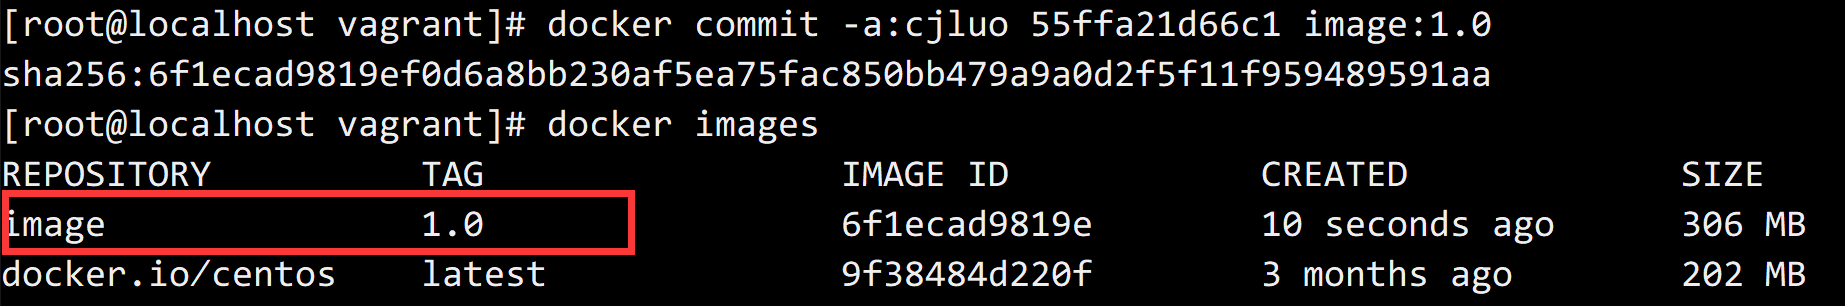 [root@localhost vagrant]# docker commit -a:cjluo 55ffa21d66c1 image:1.0
sha256:6f1ecad9819ef0d6a8bb230af5ea75fac850bb479a9a0d2f5f11f959489591aa
[root@localhost vagrant]# docker images
REPOSITORY TAG IMAGE ID CREATED SIZE
image 1.0 6f1ecad9819e 10 seconds ago 306 MB
docker.io/centos latest 9f38484d220f 3 months ago 202 MB